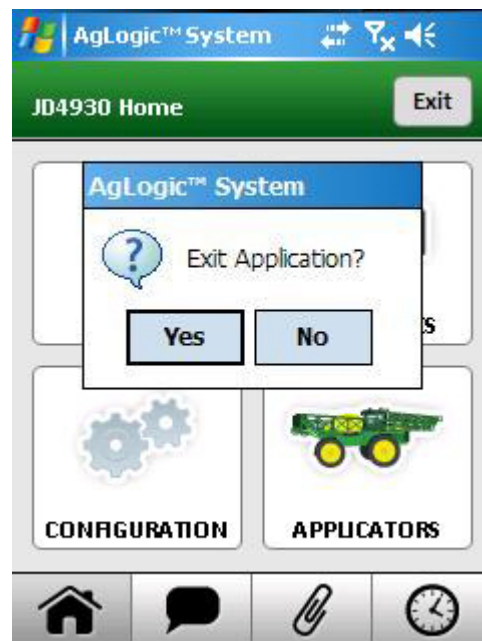 AgLogic™ System
JD4930 Home
Exit
AgLogic™ System
Exit Application?
Yes
No
S
CONFIGURATION
APPLICATORS